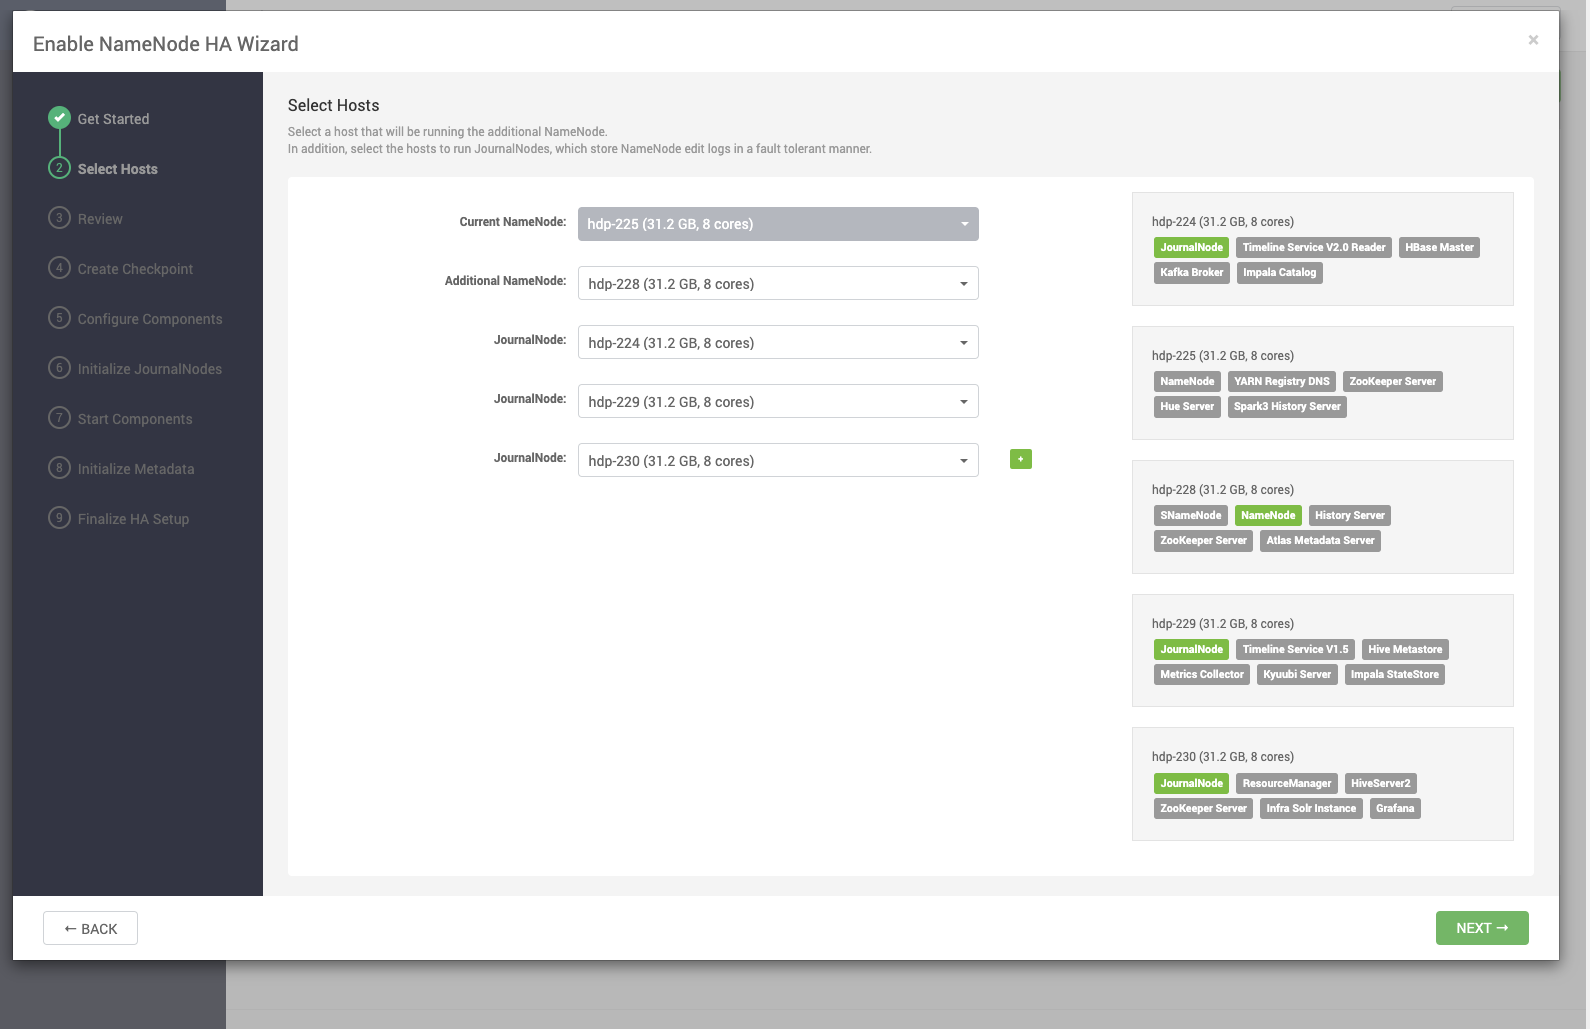 Enable NameNode HA Wizard
×
Get Started
2 Select Hosts
3 Review
4 Create Checkpoint
5 Configure Components
6 Initialize JournalNodes
7 Start Components
8 Initialize Metadata
9 Finalize HA Setup
Select Hosts
Select a host that will be running the additional NameNode.
In addition, select the hosts to run JournalNodes, which store NameNode edit logs in a fault tolerant manner.
Current NameNode: hdp-225 (31.2 GB, 8 cores)
Additional NameNode: hdp-228 (31.2 GB, 8 cores)
JournalNode: hdp-224 (31.2 GB, 8 cores)
JournalNode: hdp-229 (31.2 GB, 8 cores)
JournalNode: hdp-230 (31.2 GB, 8 cores) +
hdp-224 (31.2 GB, 8 cores)
JournalNode Timeline Service V2.0 Reader HBase Master
Kafka Broker Impala Catalog
hdp-225 (31.2 GB, 8 cores)
NameNode YARN Registry DNS ZooKeeper Server
Hue Server Spark3 History Server
hdp-228 (31.2 GB, 8 cores)
SNameNode NameNode History Server
ZooKeeper Server Atlas Metadata Server
hdp-229 (31.2 GB, 8 cores)
JournalNode Timeline Service V1.5 Hive Metastore
Metrics Collector Kyuubi Server Impala StateStore
hdp-230 (31.2 GB, 8 cores)
JournalNode ResourceManager HiveServer2
ZooKeeper Server Infra Solr Instance Grafana
← BACK
NEXT →